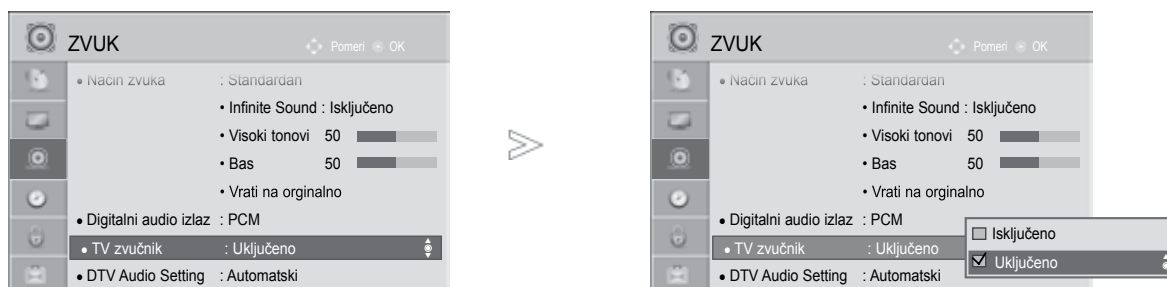 ZVUK
Pomeri OK
• Način zvuka : Standardan
• Infinite Sound : Isključeno
• Visoki tonovi 50
• Bas 50
• Vrati na orginalno
• Digitalni audio izlaz : PCM
• TV zvučnik : Uključeno
• DTV Audio Setting : Automatski
ZVUK
Pomeri OK
• Način zvuka : Standardan
• Infinite Sound : Isključeno
• Visoki tonovi 50
• Bas 50
• Vrati na orginalno
• Digitalni audio izlaz : PCM
• TV zvučnik : Uključeno
• DTV Audio Setting : Automatski
Isključeno
Uključeno